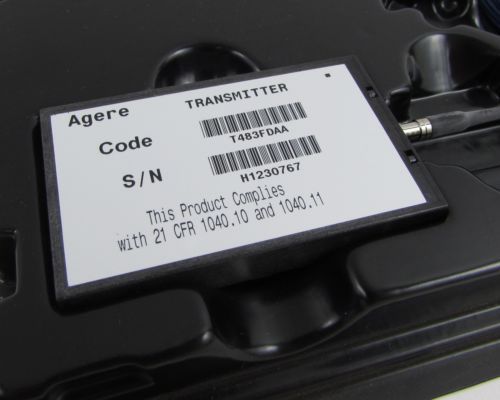 Agere TRANSMITTER
Code T483FDAA
S/N H1230767
This Product Complies
with 21 CFR 1040.10 and 1040.11